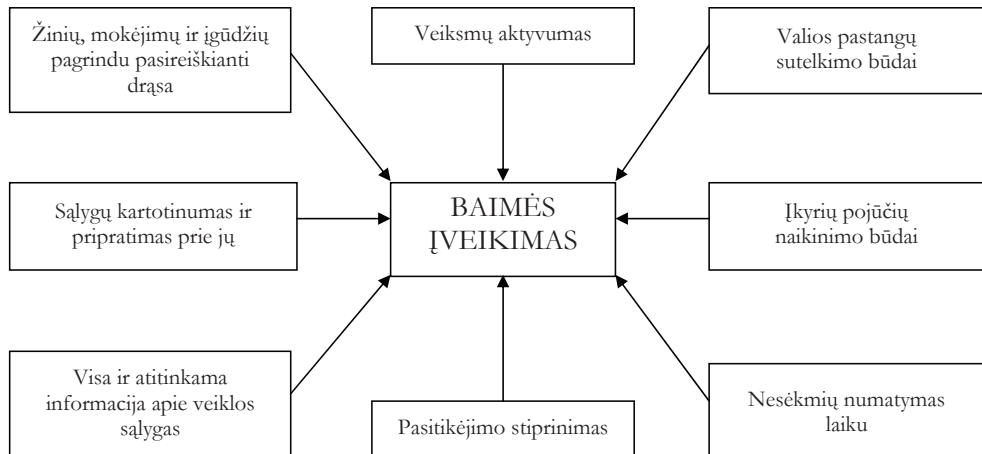 Žinių, mokėjimų ir įgūdžių
pagrindu pasireiškianti
drąsa
Veiksmų aktyvumas
Valios pastangų
sutelkimo būdai
Sąlygų kartotinumas ir
pripratimas prie jų
BAIMĖS
ĮVEIKIMAS
Įkyrių pojūčių
naikinimo būdai
Visa ir atitinkama
informacija apie veiklos
sąlygas
Pasitikėjimo stiprinimas
Nesėkmių numatymas
laiku